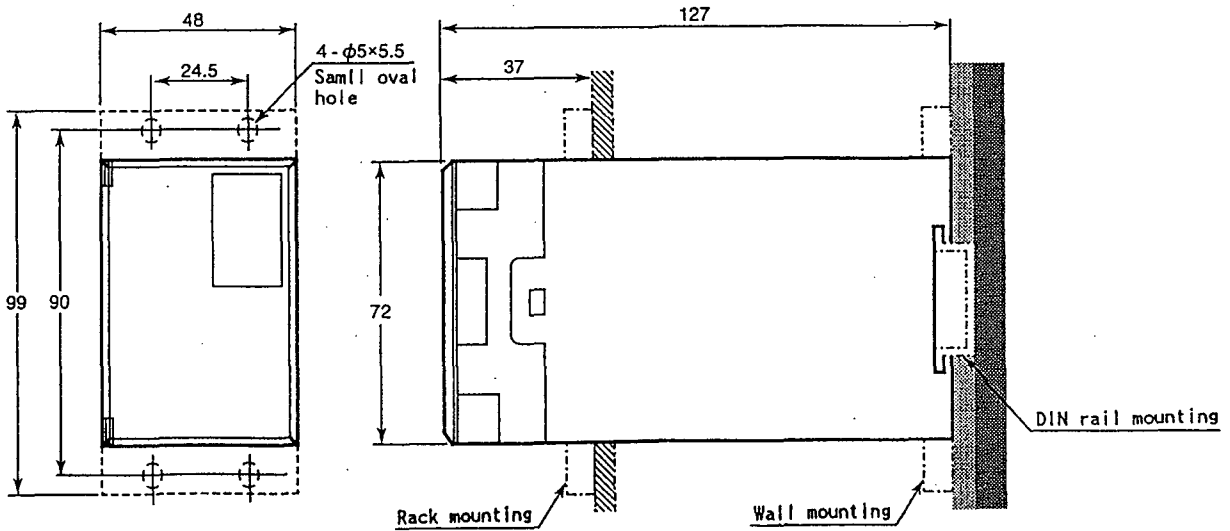 48
127
4-φ5×5.5
Samll oval
hole
24.5
37
99
90
72
DIN rail mounting
Rack mounting
Wall mounting